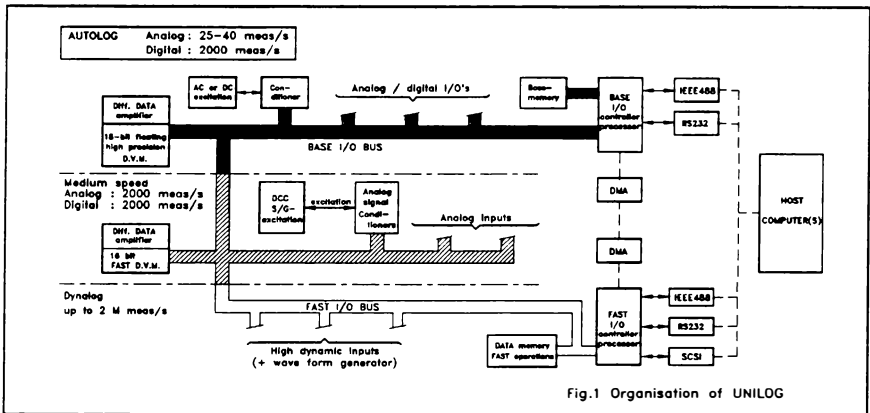 AUTOLOG Analog : 25-40 meas/s
Digital : 2000 meas/s
AC or DC
excitation
Con-
ditioner
Analog / digital I/O's
Base-
memory
BASE
I/O
controller
processor
IEEE488
RS232
Diff. DATA
amplifier
18-bit floating
high precision
D.V.M.
BASE I/O BUS
Medium speed
Analog : 2000 meas/s
Digital : 2000 meas/s
DCC
S/G-
excitation
excitation
Analog
signal
Condi-
tioners
Analog inputs
DMA
HOST
COMPUTER(S)
Diff. DATA
amplifier
16 bit
FAST D.V.M.
DMA
Dynalog
up to 2 M meas/s
FAST I/O BUS
FAST
I/O
controller
processor
IEEE488
RS232
SCSI
High dynamic inputs
(+ wave form generator)
DATA memory
FAST operations
Fig.1 Organisation of UNILOG